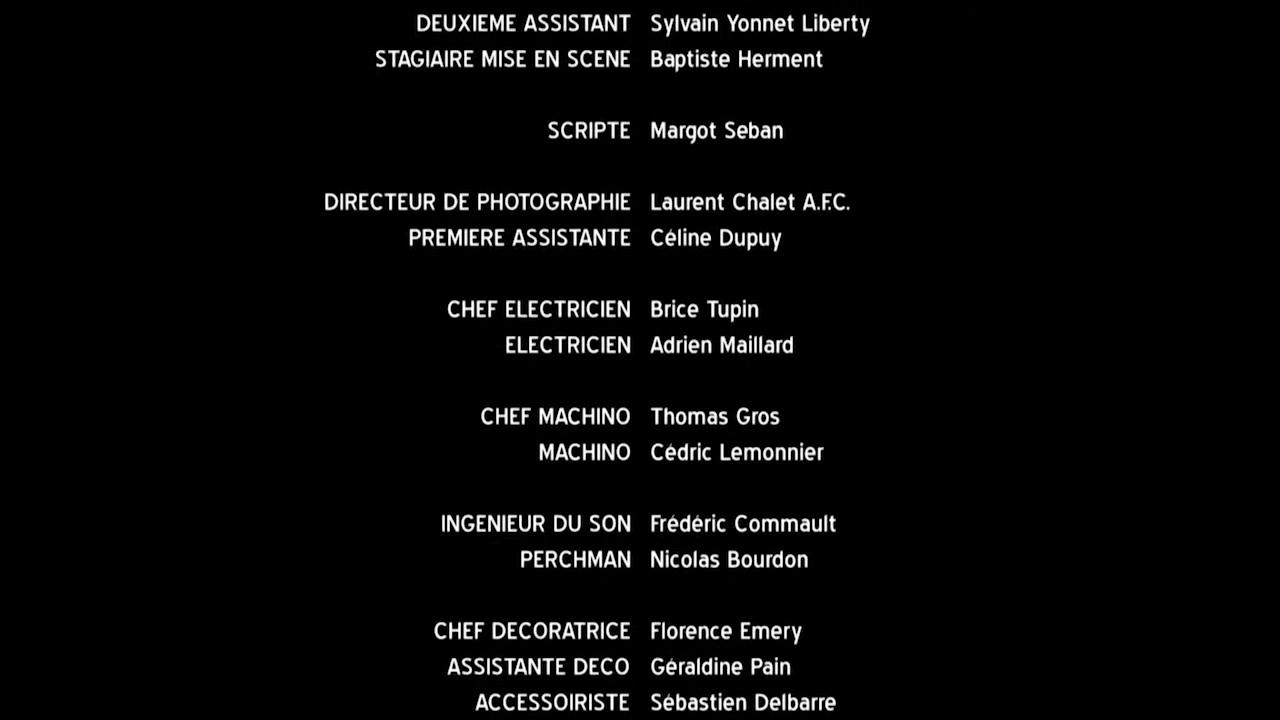 DEUXIEME ASSISTANT Sylvain Yonnet Liberty
STAGIAIRE MISE EN SCENE Baptiste Herment
SCRIPTE Margot Seban
DIRECTEUR DE PHOTOGRAPHIE Laurent Chalet A.F.C.
PREMIERE ASSISTANTE Céline Dupuy
CHEF ELECTRICIEN Brice Tupin
ELECTRICIEN Adrien Maillard
CHEF MACHINO Thomas Gros
MACHINO Cédric Lemonnier
INGENIEUR DU SON Frédéric Commault
PERCHMAN Nicolas Bourdon
CHEF DECORATRICE Florence Emery
ASSISTANTE DECO Géraldine Pain
ACCESSOIRISTE Sébastien Delbarre